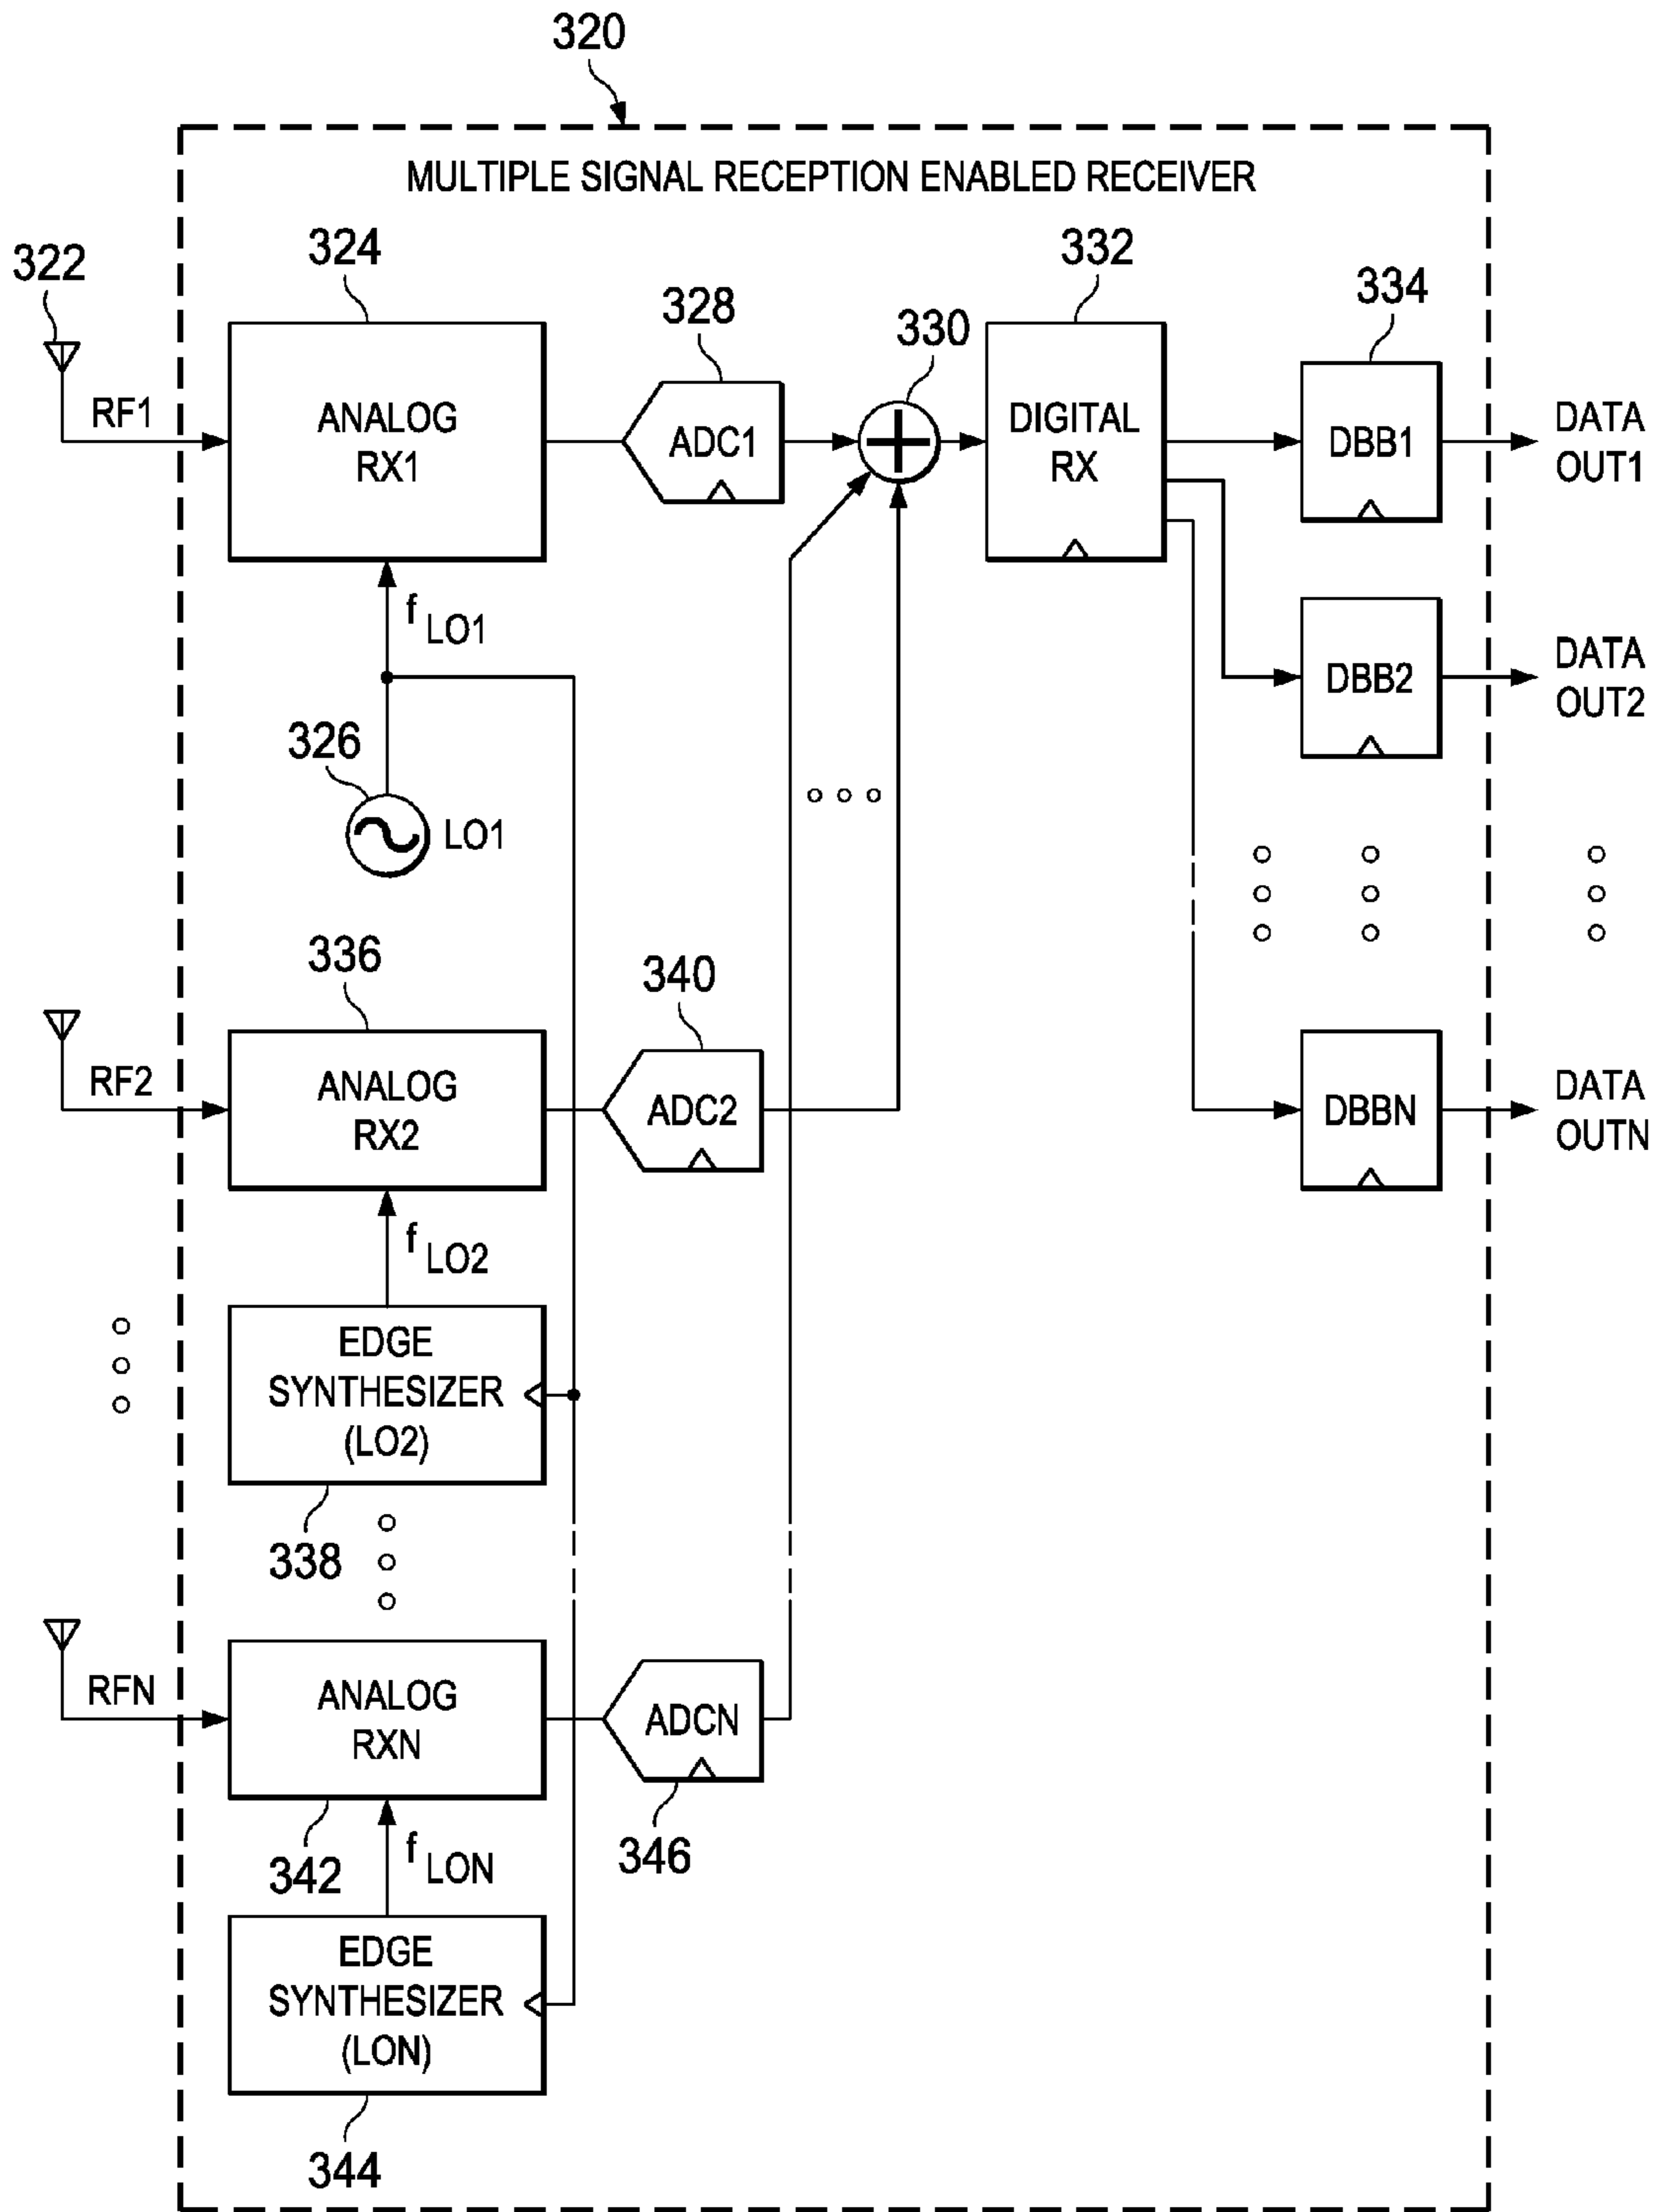 320
MULTIPLE SIGNAL RECEPTION ENABLED RECEIVER
322
324
328
330
332
334
RF1
ANALOG
RX1
ADC1
DIGITAL
RX
DBB1
DATA
OUT1
f LO1
326
LO1
DBB2
DATA
OUT2
336
340
RF2
ANALOG
RX2
ADC2
DBBN
DATA
OUTN
f LO2
EDGE
SYNTHESIZER
(LO2)
338
RFN
ANALOG
RXN
ADCN
342
f LON
346
EDGE
SYNTHESIZER
(LON)
344